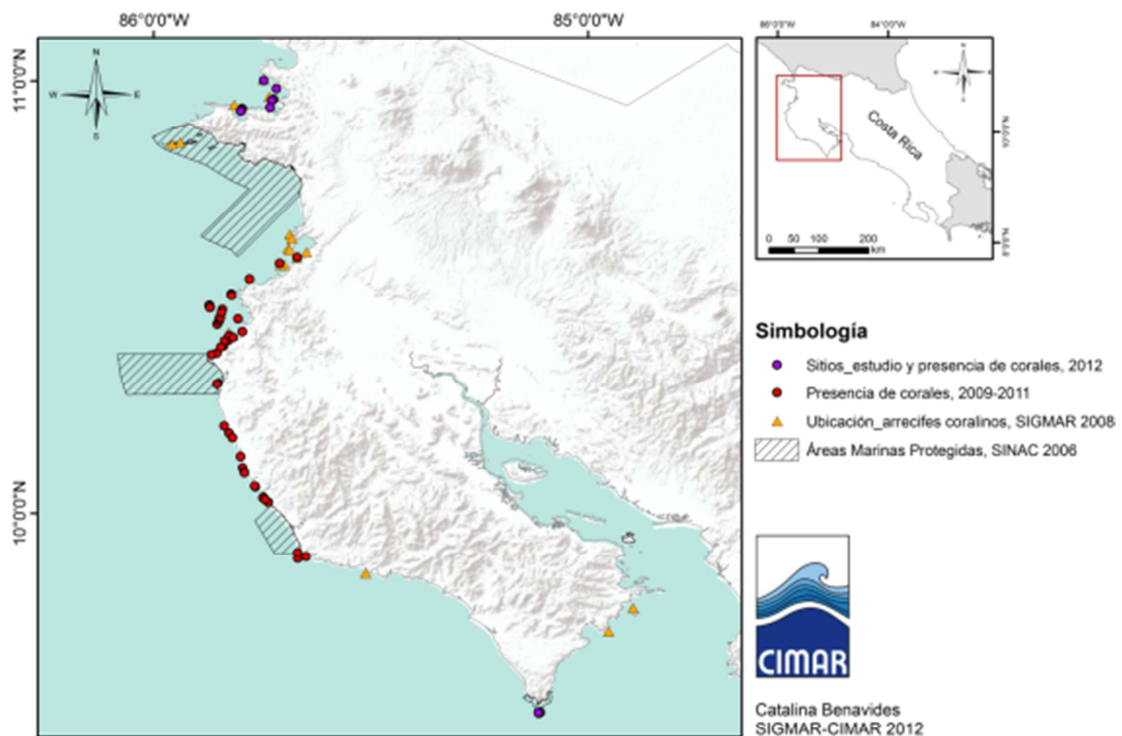 86°0'0"W
85°0'0"W
11°0'0"N
10°0'0"N
N
W
E
S
86°0'0"W
84°0'0"W
N
Costa Rica
0 50 100 200
km
Simbología
Sitios_estudio y presencia de corales, 2012
Presencia de corales, 2009-2011
Ubicación_arrecifes coralinos, SIGMAR 2008
Áreas Marinas Protegidas, SINAC 2006
CIMAR
Catalina Benavides
SIGMAR-CIMAR 2012